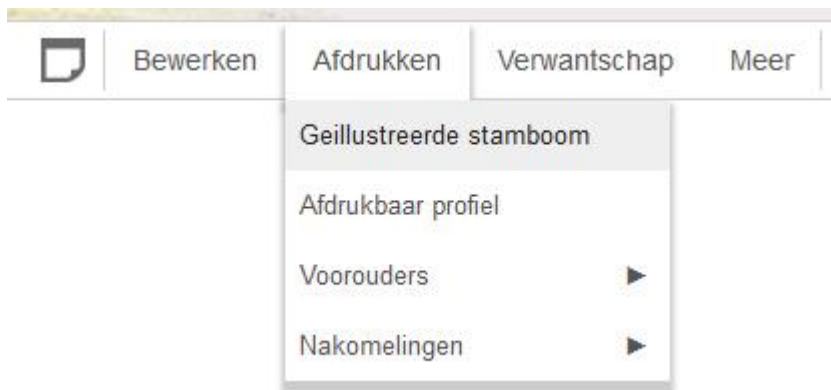 Bewerken Afdrukken Verwantschap Meer
Geillustreerde stamboom
Afdrukbaar profiel
Voorouders
Nakomelingen